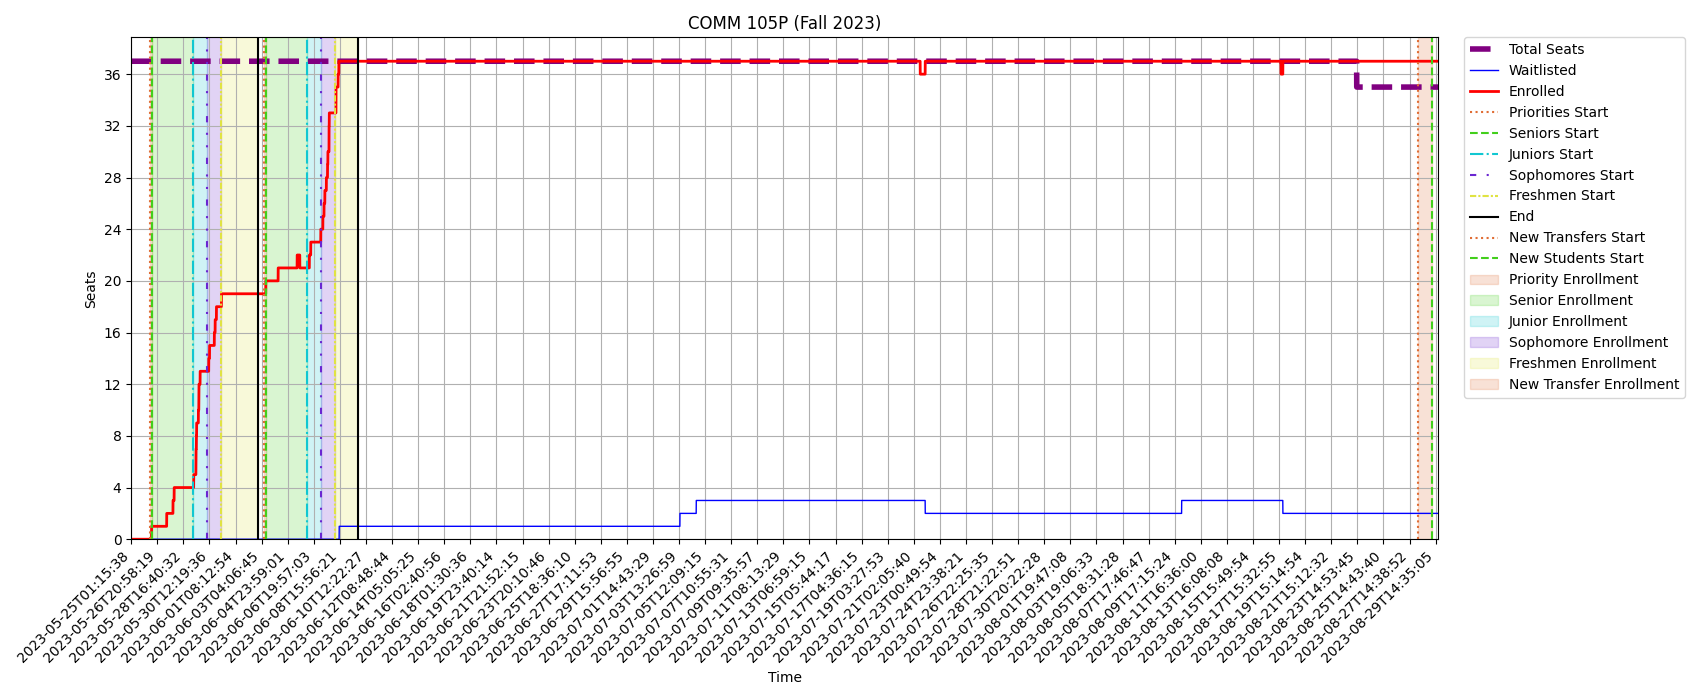 COMM 105P (Fall 2023)
Seats
36
32
28
24
20
16
12
8
4
0
2023-05-25T01:15:38
2023-05-26T20:58:19
2023-05-28T16:40:32
2023-05-30T12:19:36
2023-06-01T08:12:54
2023-06-03T04:06:45
2023-06-04T23:59:01
2023-06-06T19:57:03
2023-06-08T15:56:21
2023-06-10T12:22:27
2023-06-12T08:48:44
2023-06-14T05:05:25
2023-06-16T02:40:56
2023-06-18T01:30:36
2023-06-19T23:40:14
2023-06-21T21:52:15
2023-06-23T20:10:46
2023-06-25T18:36:10
2023-06-27T17:11:53
2023-06-29T15:56:55
2023-07-01T14:43:29
2023-07-03T13:26:59
2023-07-05T12:09:15
2023-07-07T10:55:31
2023-07-09T09:35:57
2023-07-11T08:13:29
2023-07-13T06:59:15
2023-07-15T05:44:17
2023-07-17T04:36:15
2023-07-19T03:27:53
2023-07-21T02:05:40
2023-07-23T00:49:54
2023-07-24T23:38:21
2023-07-26T22:25:35
2023-07-28T21:22:51
2023-07-30T20:22:28
2023-08-01T19:47:08
2023-08-03T19:06:33
2023-08-05T18:31:28
2023-08-07T17:46:47
2023-08-09T17:15:24
2023-08-11T16:36:00
2023-08-13T16:08:08
2023-08-15T15:49:54
2023-08-17T15:32:55
2023-08-19T15:14:54
2023-08-21T15:12:32
2023-08-23T14:53:45
2023-08-25T14:43:40
2023-08-27T14:38:52
2023-08-29T14:35:05
Time
Total Seats
Waitlisted
Enrolled
Priorities Start
Seniors Start
Juniors Start
Sophomores Start
Freshmen Start
End
New Transfers Start
New Students Start
Priority Enrollment
Senior Enrollment
Junior Enrollment
Sophomore Enrollment
Freshmen Enrollment
New Transfer Enrollment